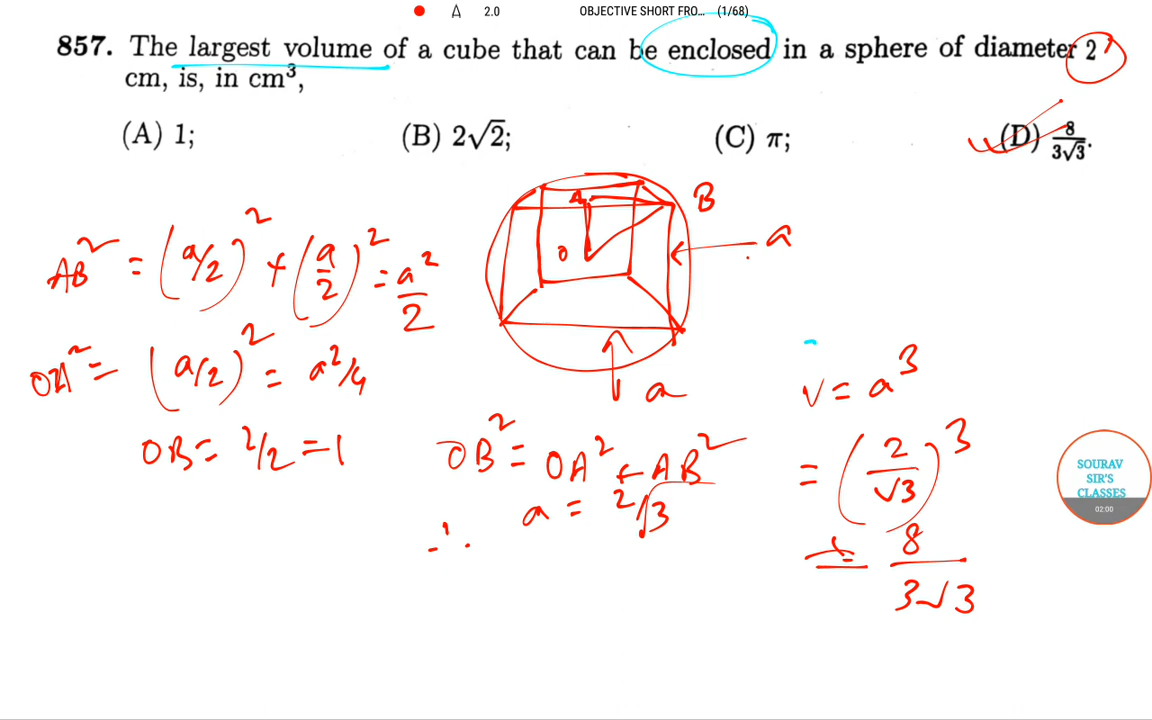 A 2.0 OBJECTIVE SHORT FRO... (1/68)
857. The largest volume of a cube that can be enclosed in a sphere of diameter 2
cm, is, in cm³,
(A) 1; (B) 2√2; (C) π; (D) 8/3√3.
A B
O a
a
AB² = (a/2)² + (a/2)² = a²/2
OA² = (a/2)² = a²/4
OB = 2/2 = 1
OB² = OA² + AB²
∴ a = 2/√3
V = a³
= (2/√3)³
= 8/3√3
SOURAV
SIR'S
CLASSES
02:00